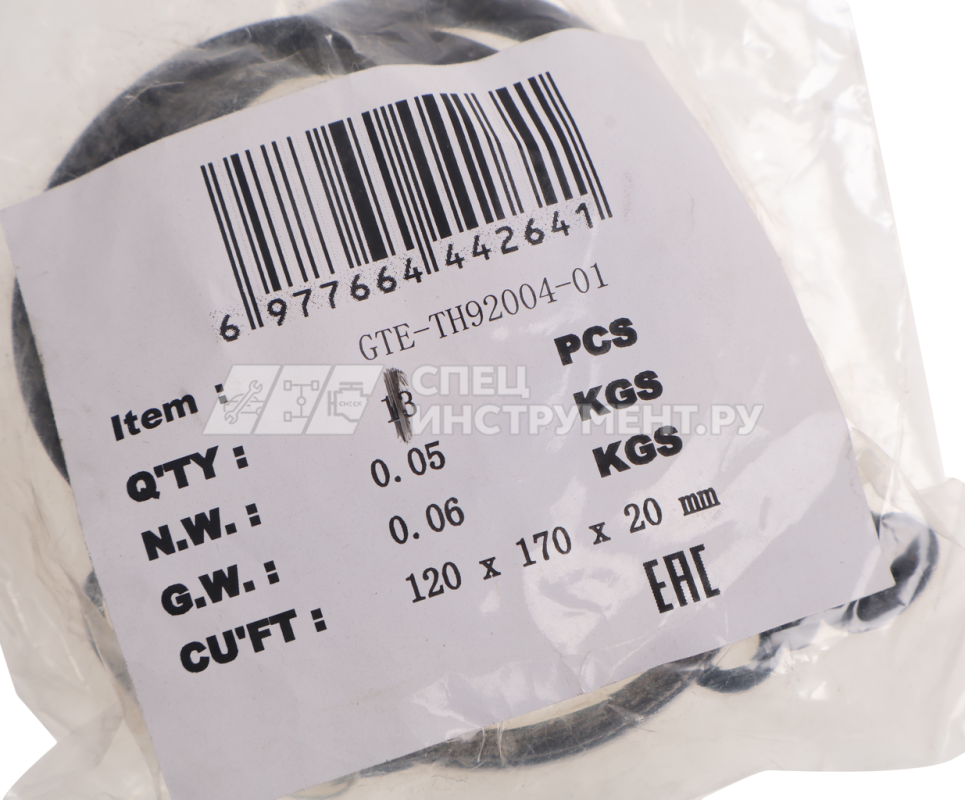 6 977664 442641
Item : GTE-TH92004-01
Q'TY : 13 PCS
N.W. : 0.05 KGS
G.W. : 0.06 KGS
CU'FT : 120 x 170 x 20 mm
EAC
СПЕЦ
ИНСТРУМЕНТ.РУ